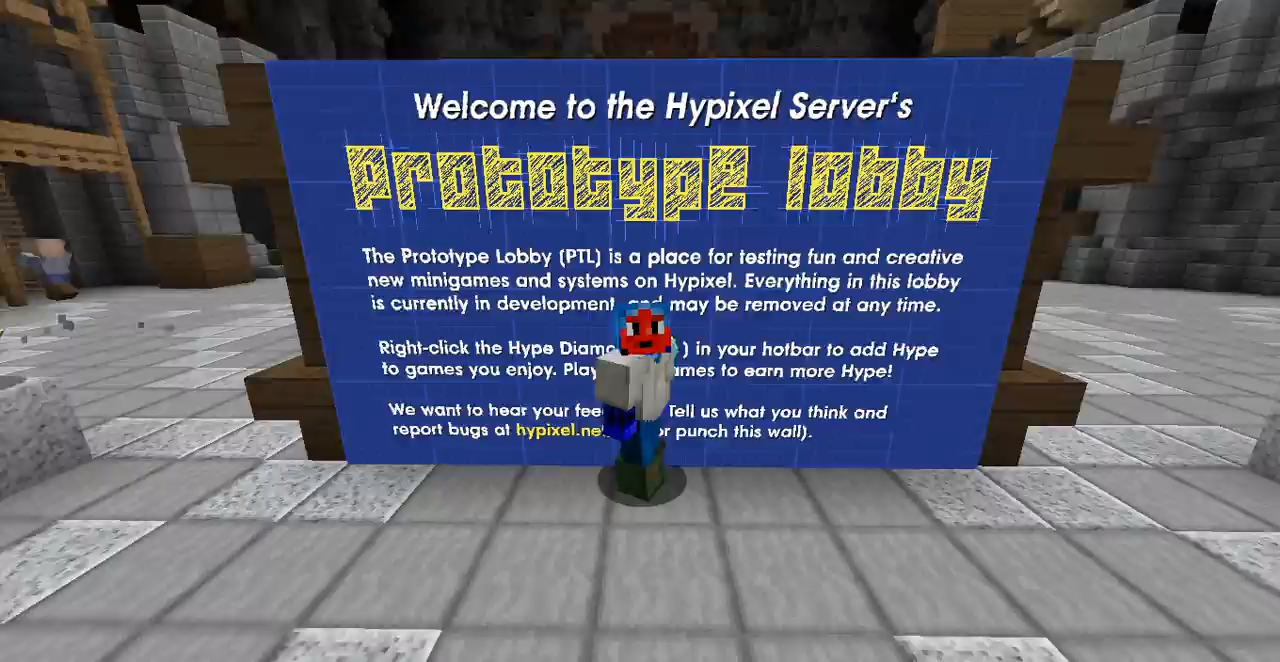 Welcome to the Hypixel Server's
PrototypE lobby
The Prototype Lobby (PTL) is a place for testing fun and creative
new minigames and systems on Hypixel. Everything in this lobby
is currently in development, and may be removed at any time.
Right-click the Hype ) in your hotbar to add Hype
to games you enjoy. to earn more Hype!
We want to hear your Tell us what you think and
report bugs at or punch this wall).